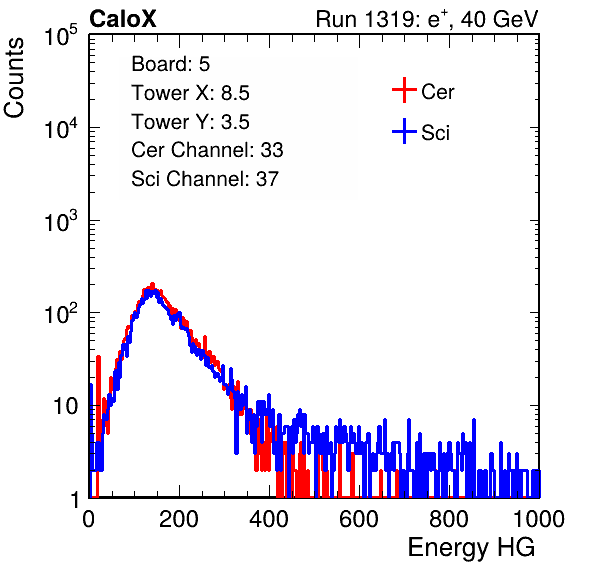 CaloX Run 1319: e⁺, 40 GeV
Counts
Board: 5
Tower X: 8.5
Tower Y: 3.5
Cer Channel: 33
Sci Channel: 37
Cer
Sci
10⁵
10⁴
10³
10²
10
1
0 200 400 600 800 1000
Energy HG